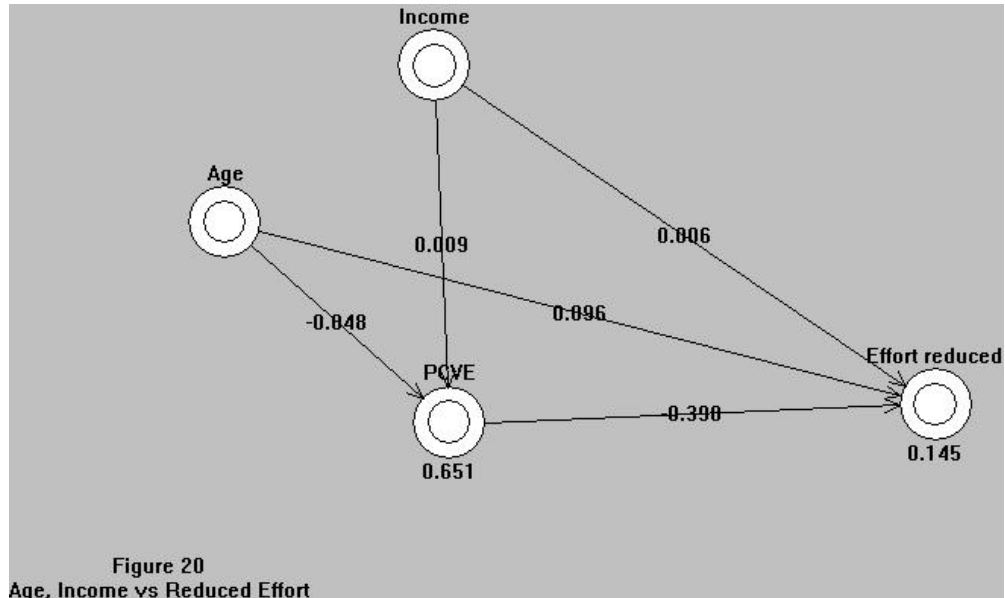 Income
Age
0.009
0.006
0.096
-0.048
Effort reduced
PCVE
-0.390
0.651
0.145
Figure 20
Age, Income vs Reduced Effort